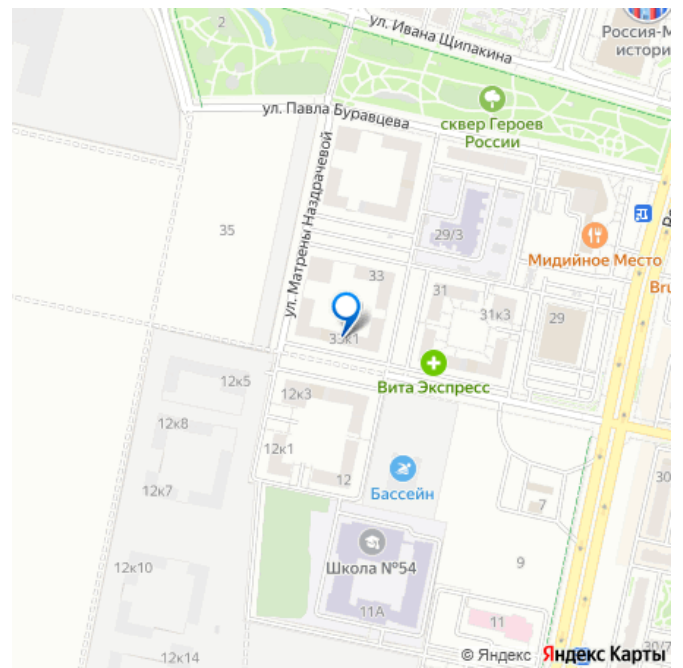 ул. Ивана Щипакина
Россия-М
истори
2
ул. Павла Буравцева
сквер Героев
России
ул. Матрены Наздрачевой
35
29/3
Мидийное Место
33
31
31к3
29
Bru
33к1
Вита Экспресс
12к5
12к3
12к8
12к1
12
12к7
Бассейн
30
7
Школа №54
9
12к10
11А
11
30/7
12к14
© Яндекс Яндекс Карты